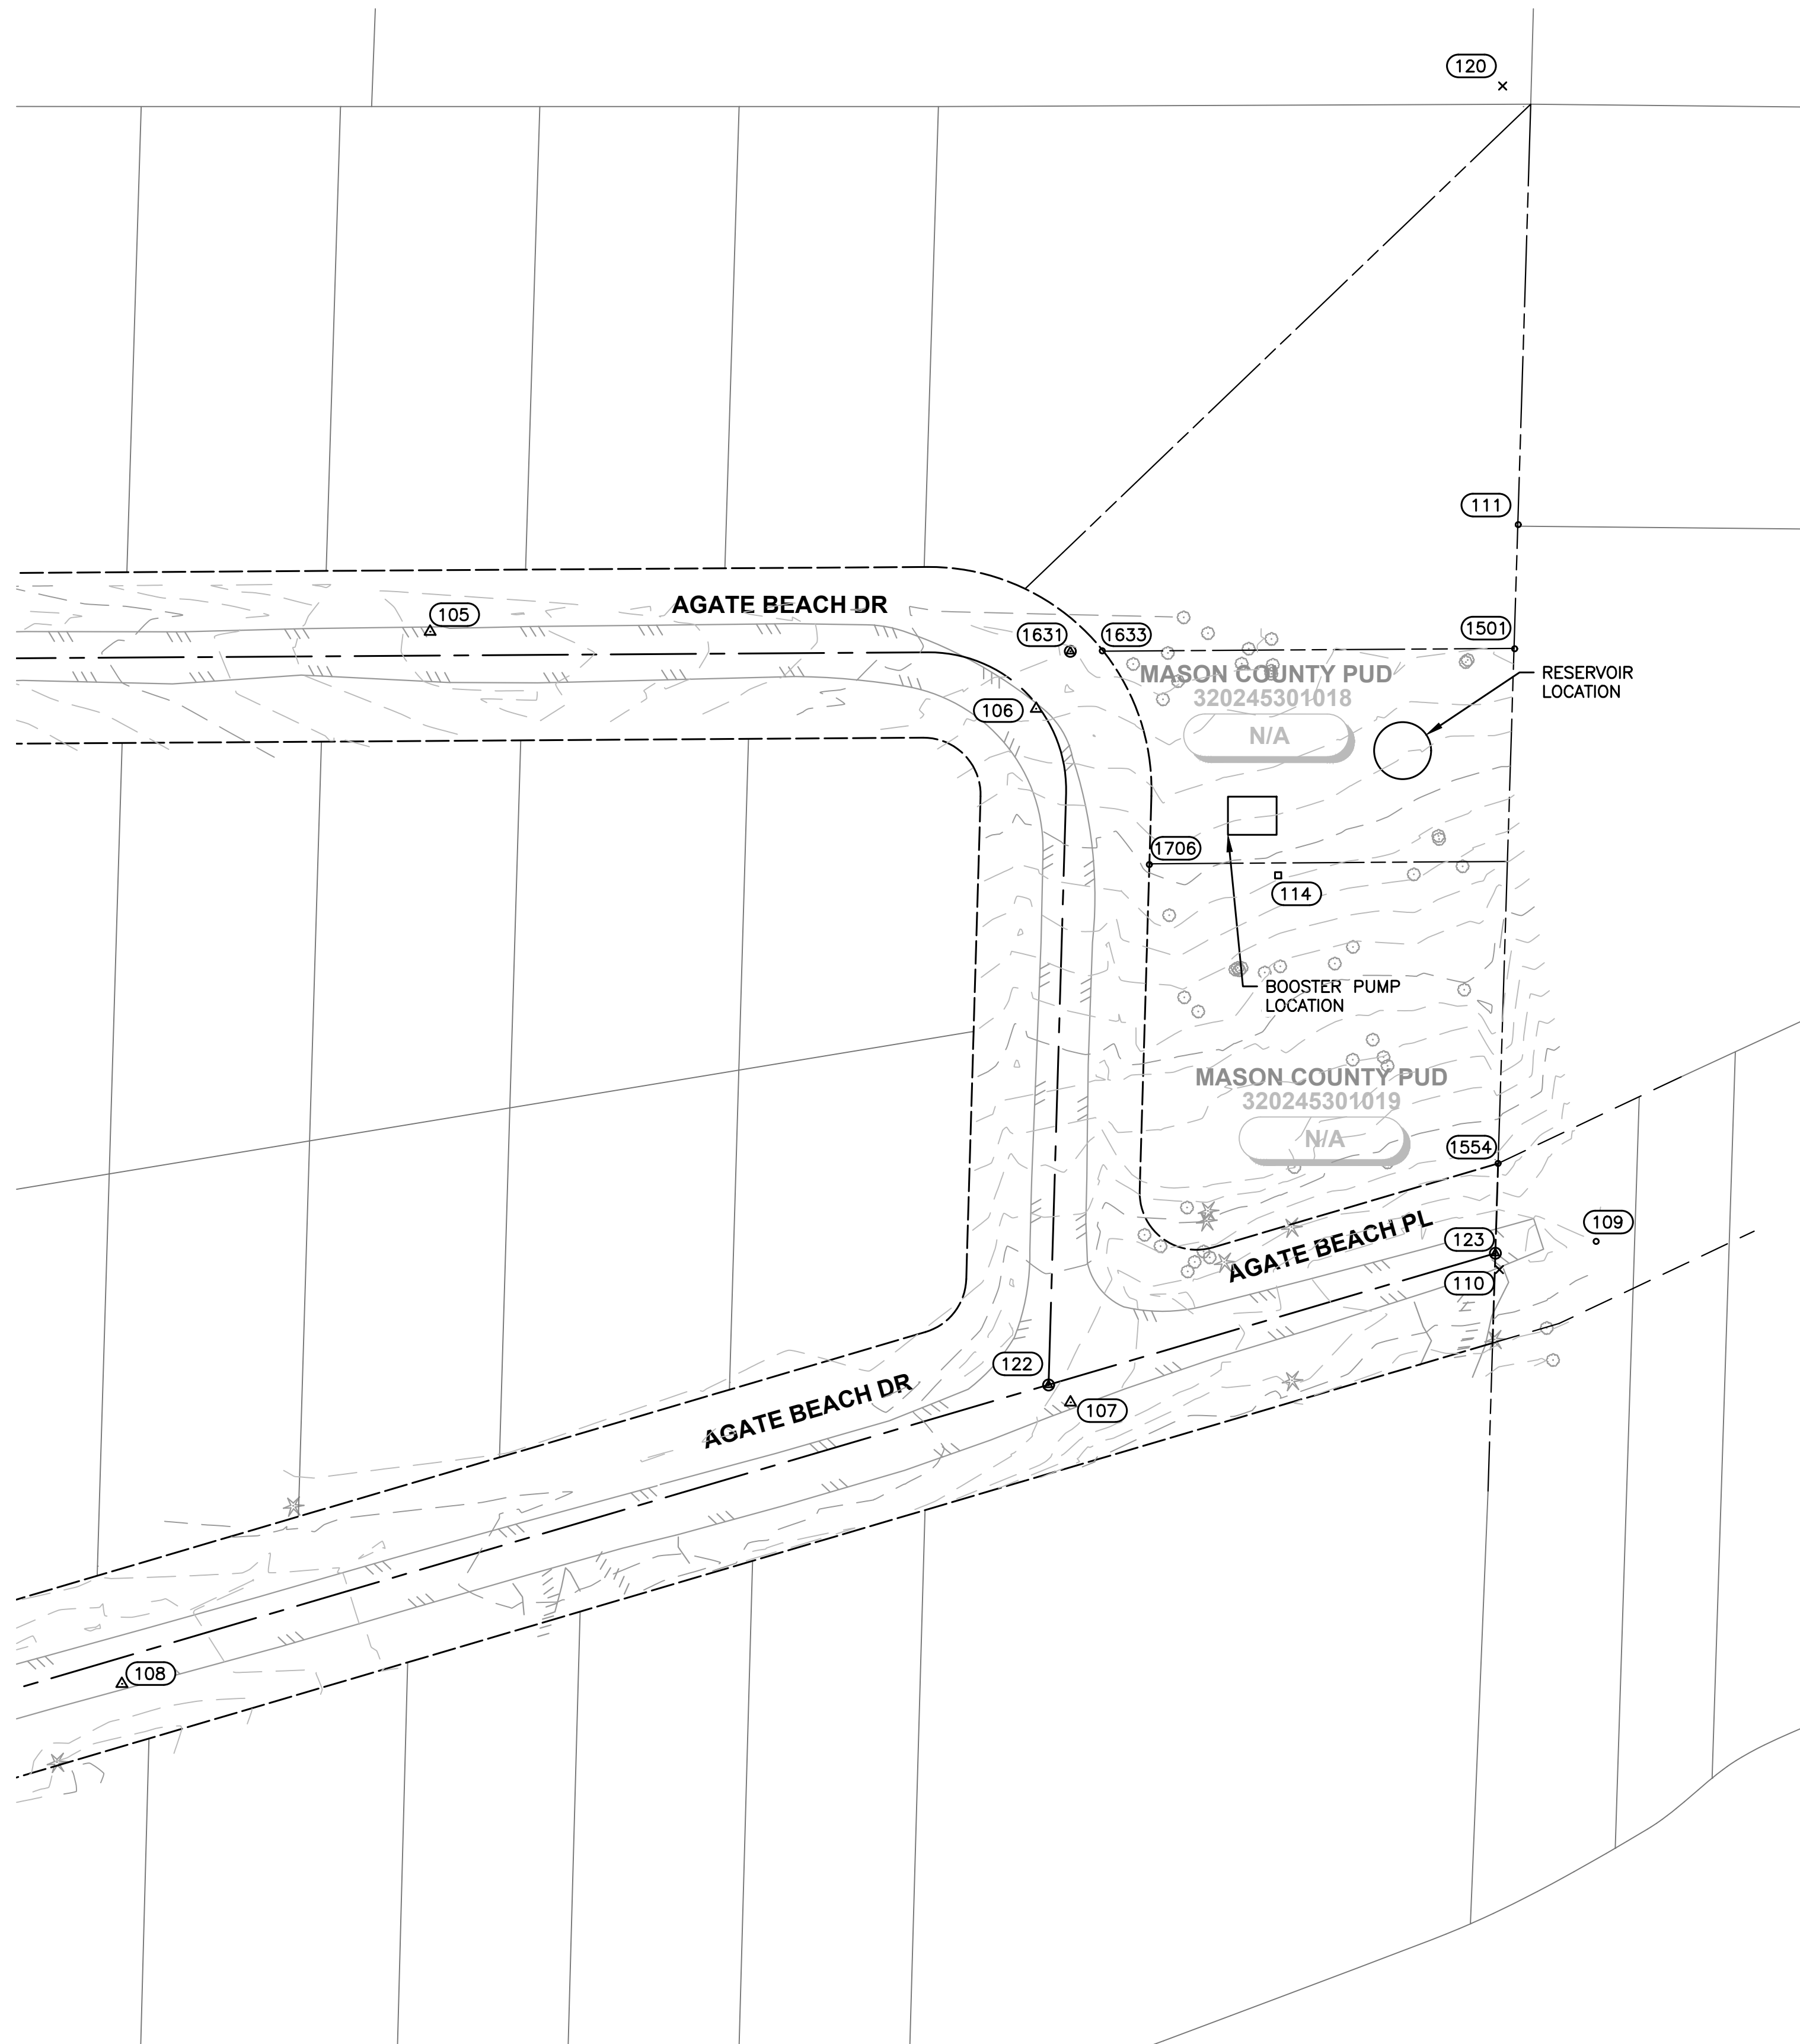 120
111
AGATE BEACH DR
105
1631
1633
1501
MASON COUNTY PUD
320245301018
N/A
RESERVOIR
LOCATION
106
1706
114
BOOSTER PUMP
LOCATION
MASON COUNTY PUD
320245301019
N/A
1554
109
AGATE BEACH PL
123
110
122
107
AGATE BEACH DR
108